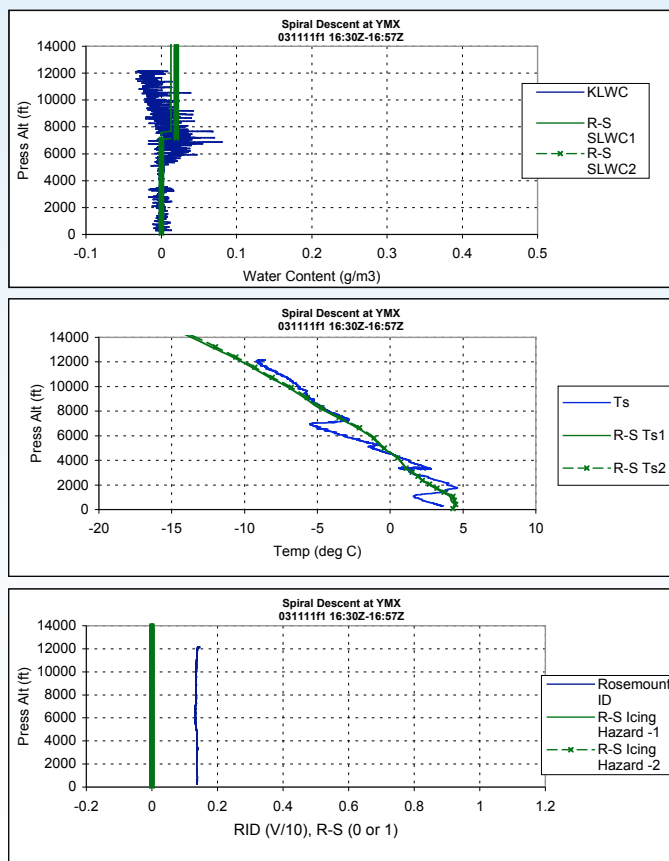 Spiral Descent at YMX
031111f1 16:30Z-16:57Z
14000
12000
10000
8000
6000
4000
2000
0
Press Alt (ft)
-0.1
0
0.1
0.2
0.3
0.4
0.5
Water Content (g/m3)
KLWC
R-S
SLWC1
R-S
SLWC2
Spiral Descent at YMX
031111f1 16:30Z-16:57Z
14000
12000
10000
8000
6000
4000
2000
0
Press Alt (ft)
-20
-15
-10
-5
0
5
10
Temp (deg C)
Ts
R-S Ts1
R-S Ts2
Spiral Descent at YMX
031111f1 16:30Z-16:57Z
14000
12000
10000
8000
6000
4000
2000
0
Press Alt (ft)
-0.2
0
0.2
0.4
0.6
0.8
1
1.2
RID (V/10), R-S (0 or 1)
Rosemount
ID
R-S Icing
Hazard -1
R-S Icing
Hazard -2